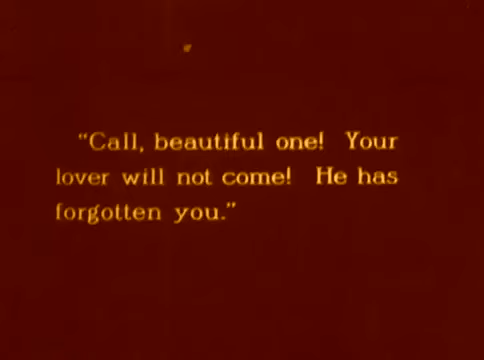 "Call, beautiful one! Your
lover will not come! He has
forgotten you."